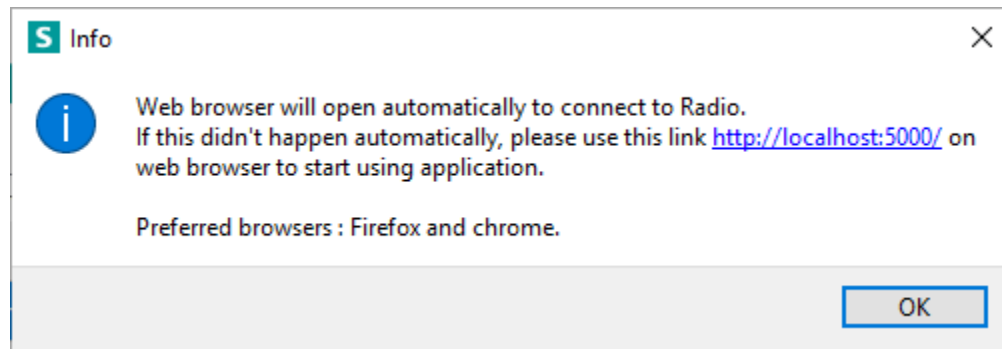 S Info
Web browser will open automatically to connect to Radio.
If this didn't happen automatically, please use this link http://localhost:5000/ on
web browser to start using application.
Preferred browsers : Firefox and chrome.
OK